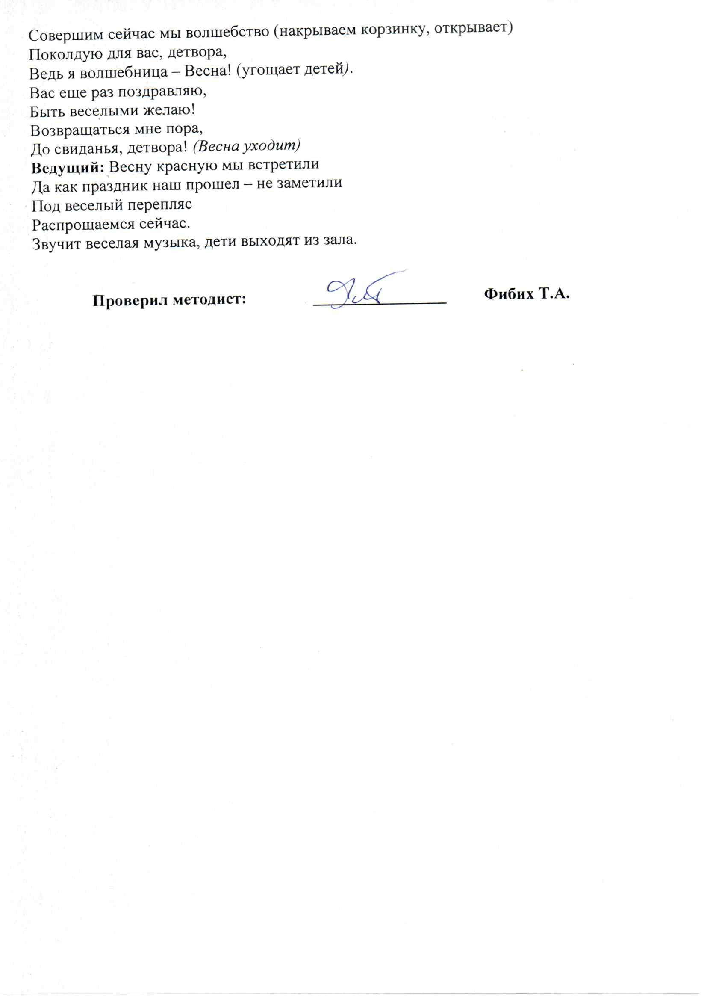 Совершим сейчас мы волшебство (накрываем корзинку, открывает)
Поколдую для вас, детвора,
Ведь я волшебница – Весна! (угощает детей).
Вас еще раз поздравляю,
Быть веселыми желаю!
Возвращаться мне пора,
До свиданья, детвора! (Весна уходит)
Ведущий: Весну красную мы встретили
Да как праздник наш прошел – не заметили
Под веселый перепляс
Распрощаемся сейчас.
Звучит веселая музыка, дети выходят из зала.
Проверил методист: Фибих Т.А.